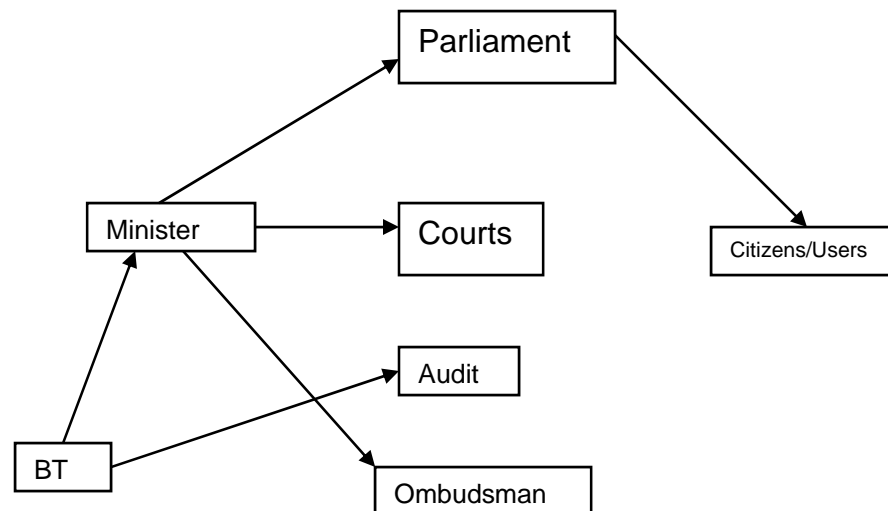 Parliament
Minister
Courts
Citizens/Users
Audit
BT
Ombudsman